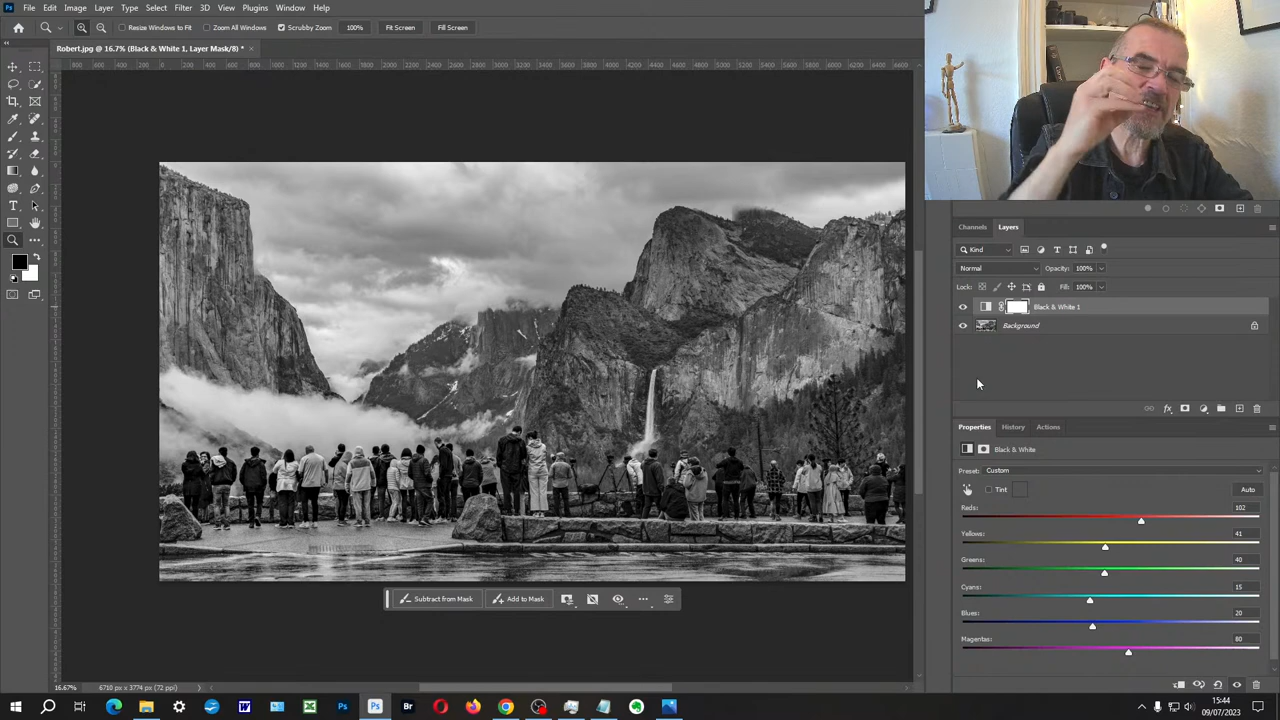 File Edit Image Layer Type Select Filter 3D View Plugins Window Help
Resize Windows to Fit Zoom All Windows Scrubby Zoom 100% Fit Screen Fill Screen
Robert.jpg @ 16.7% (Black & White 1, Layer Mask/8) *
Channels Layers
Kind
Normal Opacity: 100%
Lock: Fill: 100%
Black & White 1
Background
Properties History Actions
Black & White
Preset: Custom
Tint Auto
Reds: 102
Yellows: 41
Greens: 40
Cyans: 15
Blues: 20
Magentas: 80
Subtract from Mask Add to Mask
16.67% 6710 px x 3774 px (72 ppi)
15:44
09/07/2023